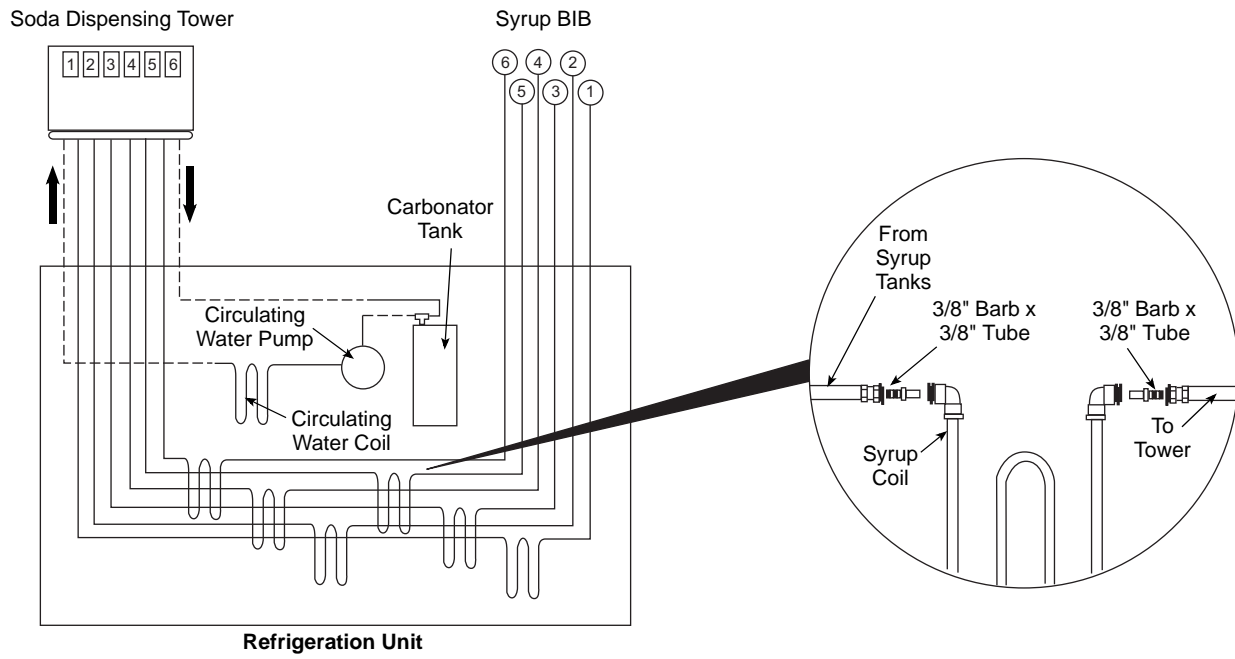 Soda Dispensing Tower
1 2 3 4 5 6
Syrup BIB
6 4 2
5 3 1
Carbonator
Tank
Circulating
Water Pump
Circulating
Water Coil
From
Syrup
Tanks
3/8" Barb x
3/8" Tube
3/8" Barb x
3/8" Tube
Syrup
Coil
To
Tower
Refrigeration Unit